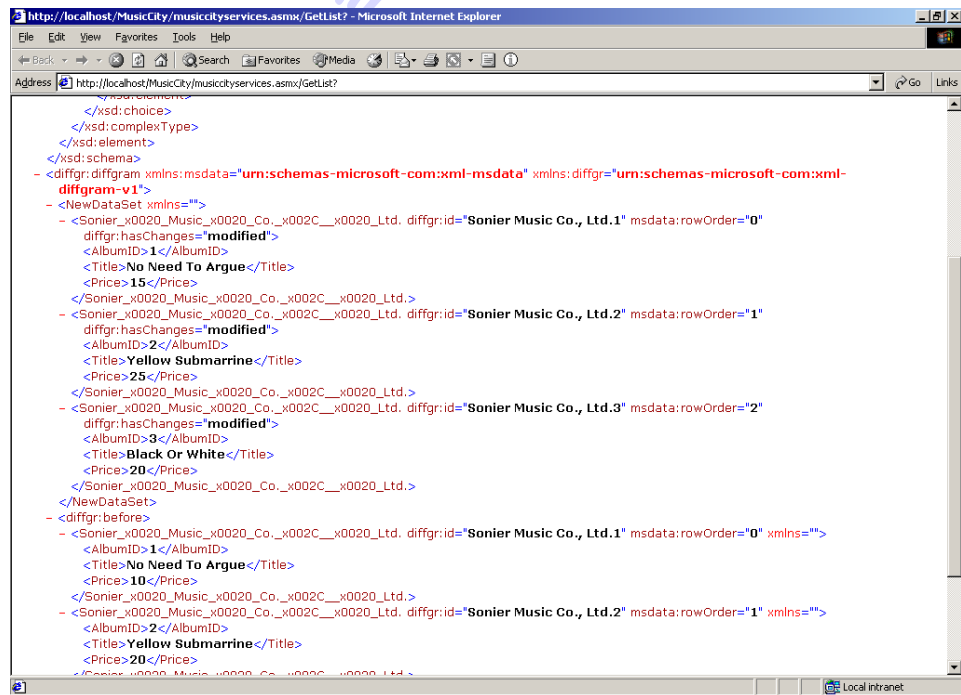 http://localhost/MusicCity/musiccityservices.asmx/GetList? - Microsoft Internet Explorer
File Edit View Favorites Tools Help
Back Search Favorites Media
Address http://localhost/MusicCity/musiccityservices.asmx/GetList? Go Links
</xsd:element>
</xsd:choice>
</xsd:complexType>
</xsd:element>
</xsd:schema>
- <diffgr:diffgram xmlns:msdata="urn:schemas-microsoft-com:xml-msdata" xmlns:diffgr="urn:schemas-microsoft-com:xml-
diffgram-v1">
- <NewDataSet xmlns="">
- <Sonier_x0020_Music_x0020_Co._x002C__x0020_Ltd. diffgr:id="Sonier Music Co., Ltd.1" msdata:rowOrder="0"
diffgr:hasChanges="modified">
<AlbumID>1</AlbumID>
<Title>No Need To Argue</Title>
<Price>15</Price>
</Sonier_x0020_Music_x0020_Co._x002C__x0020_Ltd.>
- <Sonier_x0020_Music_x0020_Co._x002C__x0020_Ltd. diffgr:id="Sonier Music Co., Ltd.2" msdata:rowOrder="1"
diffgr:hasChanges="modified">
<AlbumID>2</AlbumID>
<Title>Yellow Submarrine</Title>
<Price>25</Price>
</Sonier_x0020_Music_x0020_Co._x002C__x0020_Ltd.>
- <Sonier_x0020_Music_x0020_Co._x002C__x0020_Ltd. diffgr:id="Sonier Music Co., Ltd.3" msdata:rowOrder="2"
diffgr:hasChanges="modified">
<AlbumID>3</AlbumID>
<Title>Black Or White</Title>
<Price>20</Price>
</Sonier_x0020_Music_x0020_Co._x002C__x0020_Ltd.>
</NewDataSet>
- <diffgr:before>
- <Sonier_x0020_Music_x0020_Co._x002C__x0020_Ltd. diffgr:id="Sonier Music Co., Ltd.1" msdata:rowOrder="0" xmlns="">
<AlbumID>1</AlbumID>
<Title>No Need To Argue</Title>
<Price>10</Price>
</Sonier_x0020_Music_x0020_Co._x002C__x0020_Ltd.>
- <Sonier_x0020_Music_x0020_Co._x002C__x0020_Ltd. diffgr:id="Sonier Music Co., Ltd.2" msdata:rowOrder="1" xmlns="">
<AlbumID>2</AlbumID>
<Title>Yellow Submarrine</Title>
<Price>20</Price>
</Sonier_x0020_Music_x0020_Co._x002C__x0020_Ltd.>
Local intranet